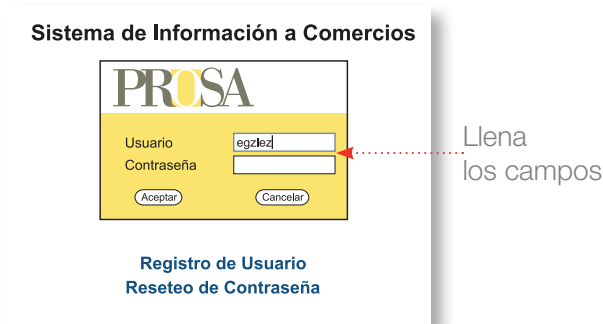 Sistema de Información a Comercios
PROSA
Usuario egzlez
Contraseña
Aceptar Cancelar
Llena
los campos
Registro de Usuario
Reseteo de Contraseña